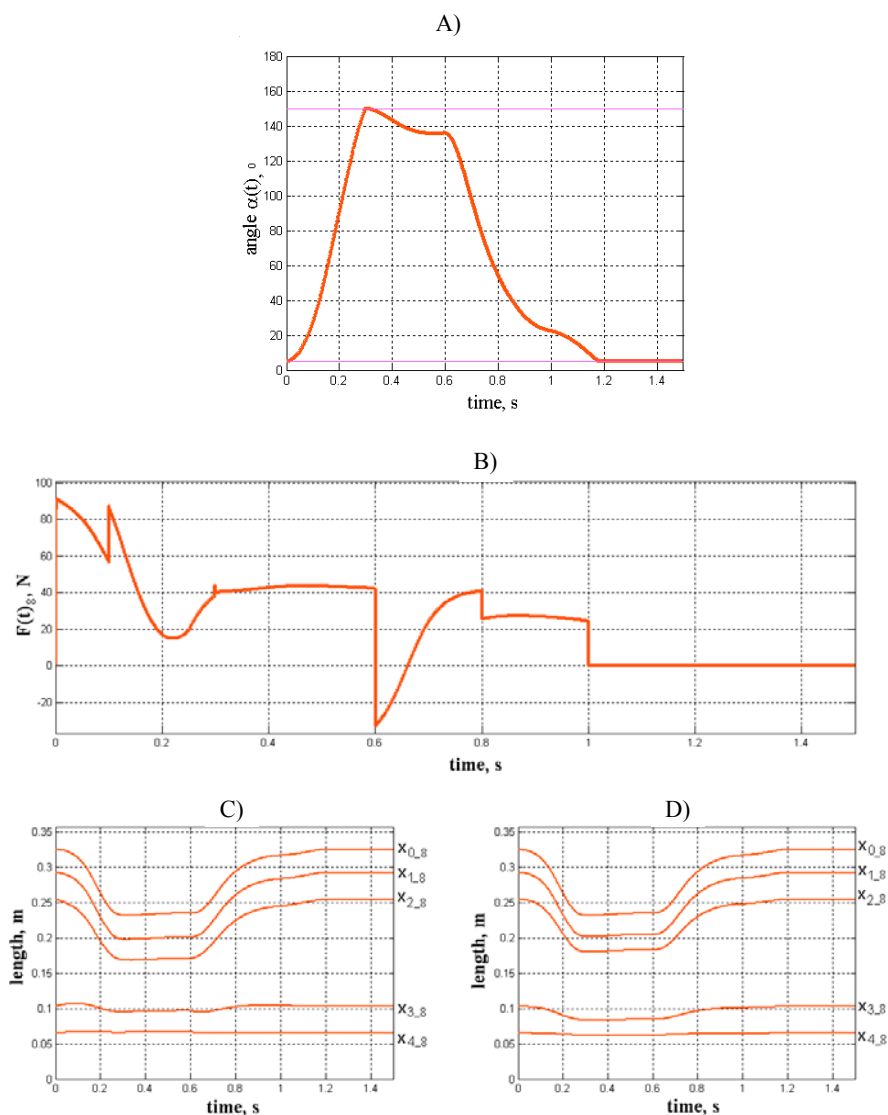 A)
180
160
140
120
100
80
60
40
20
0
angle α(t), 0
0 0.2 0.4 0.6 0.8 1 1.2 1.4
time, s
B)
100
80
60
40
20
0
-20
F(t)8, N
0 0.2 0.4 0.6 0.8 1 1.2 1.4
time, s
C)
0.35
0.3
0.25
0.2
0.15
0.1
0.05
0
length, m
x0_8
x1_8
x2_8
x3_8
x4_8
0 0.2 0.4 0.6 0.8 1 1.2 1.4
time, s
D)
0.35
0.3
0.25
0.2
0.15
0.1
0.05
0
length, m
x0_8
x1_8
x2_8
x3_8
x4_8
0 0.2 0.4 0.6 0.8 1 1.2 1.4
time, s